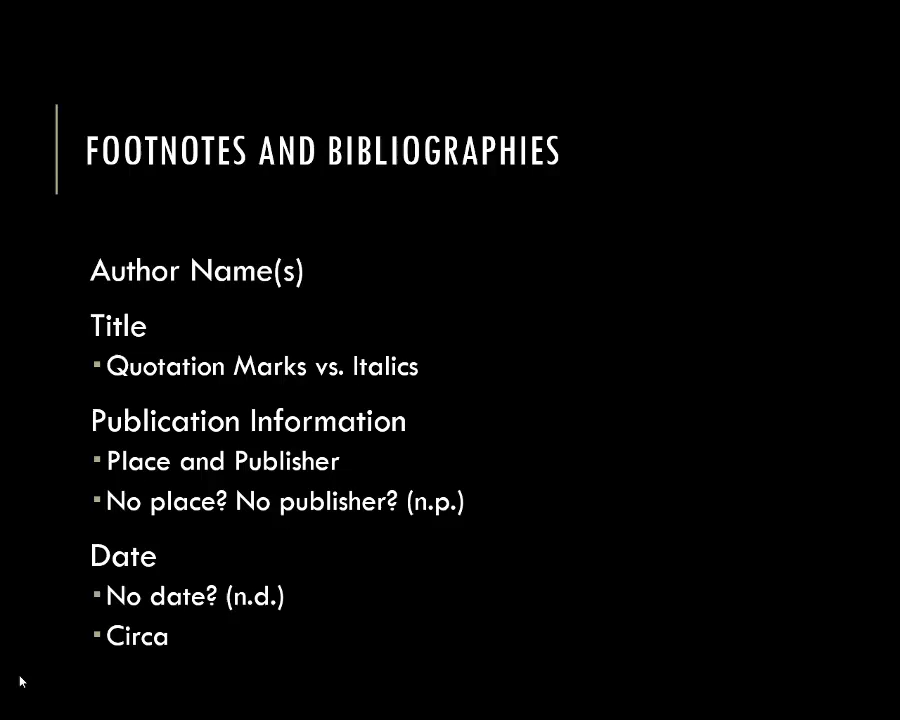 FOOTNOTES AND BIBLIOGRAPHIES
Author Name(s)
Title
▪ Quotation Marks vs. Italics
Publication Information
▪ Place and Publisher
▪ No place? No publisher? (n.p.)
Date
▪ No date? (n.d.)
▪ Circa